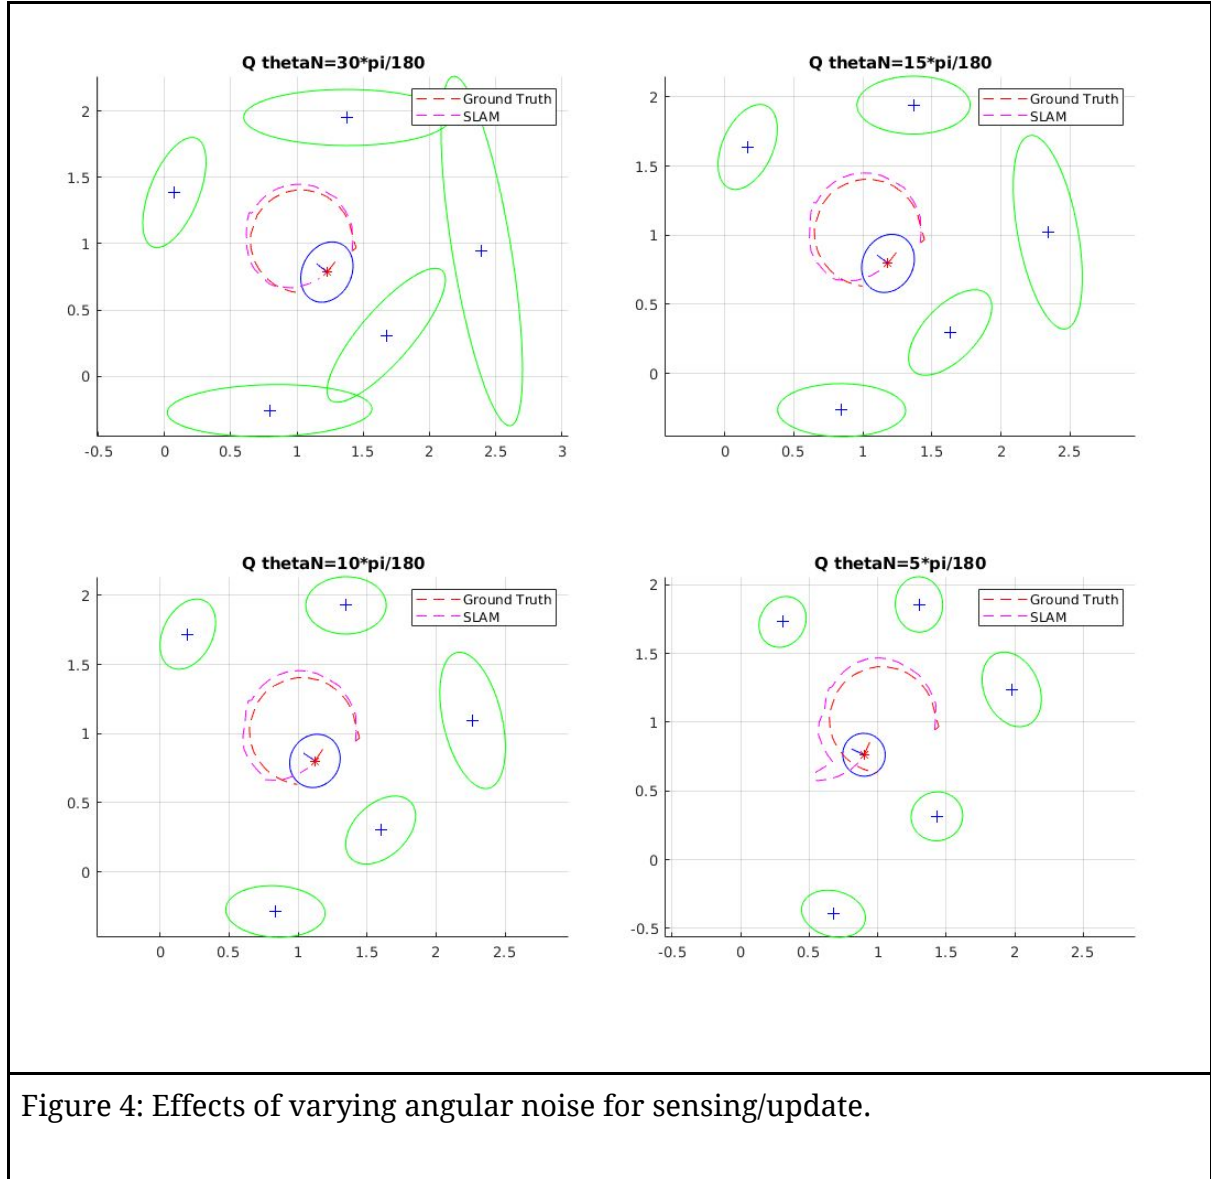 Q thetaN=30*pi/180
Ground Truth
SLAM
2
1.5
1
0.5
0
-0.5 0 0.5 1 1.5 2 2.5 3
Q thetaN=15*pi/180
Ground Truth
SLAM
2
1.5
1
0.5
0
0 0.5 1 1.5 2 2.5
Q thetaN=10*pi/180
Ground Truth
SLAM
2
1.5
1
0.5
0
0 0.5 1 1.5 2 2.5
Q thetaN=5*pi/180
Ground Truth
SLAM
2
1.5
1
0.5
0
-0.5
-0.5 0 0.5 1 1.5 2 2.5
Figure 4: Effects of varying angular noise for sensing/update.